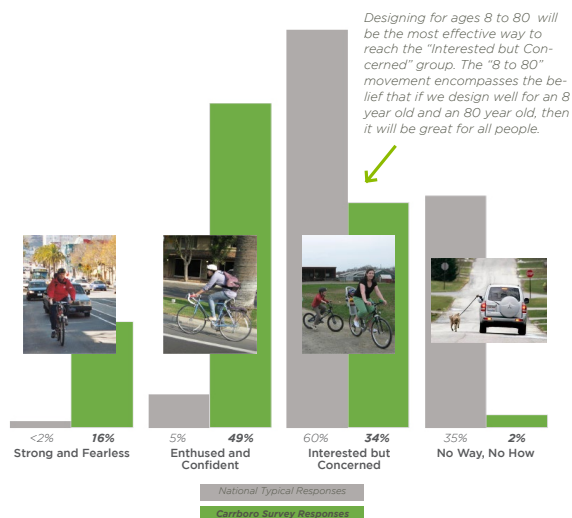 Designing for ages 8 to 80 will
be the most effective way to
reach the “Interested but Con-
cerned” group. The “8 to 80”
movement encompasses the be-
lief that if we design well for an 8
year old and an 80 year old, then
it will be great for all people.
<2% 16% 5% 49% 60% 34% 35% 2%
Strong and Fearless Enthused and Interested but No Way, No How
Confident Concerned
National Typical Responses
Carrboro Survey Responses